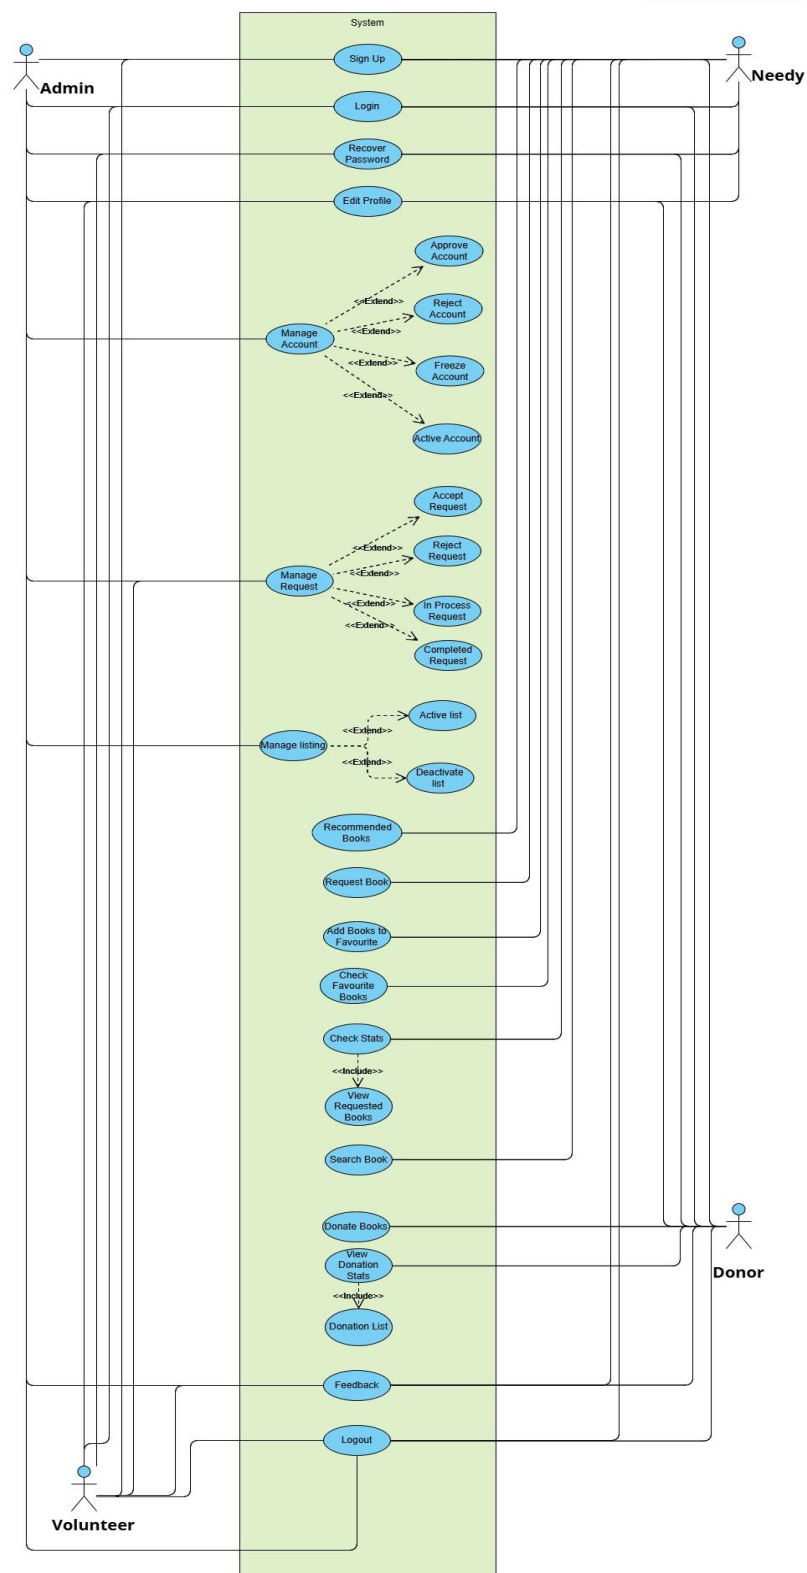 System
Sign Up
Admin
Needy
Login
Recover
Password
Edit Profile
Approve
Account
<<Extend>>
Reject
Account
<<Extend>>
Manage
Account
<<Extend>>
Freeze
Account
<<Extend>>
Active Account
Accept
Request
<<Extend>>
Reject
Request
<<Extend>>
Manage
Request
<<Extend>>
In Process
Request
<<Extend>>
Completed
Request
Active list
<<Extend>>
Manage listing
<<Extend>>
Deactivate
list
Recommended
Books
Request Book
Add Books to
Favourite
Check
Favourite
Books
Check Stats
<<Include>>
View
Requested
Books
Search Book
Donate Books
View
Donation
Stats
Donor
<<Include>>
Donation List
Feedback
Logout
Volunteer